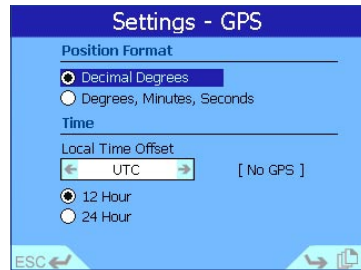 Settings - GPS
Position Format
Decimal Degrees
Degrees, Minutes, Seconds
Time
Local Time Offset
UTC
[ No GPS ]
12 Hour
24 Hour
ESC